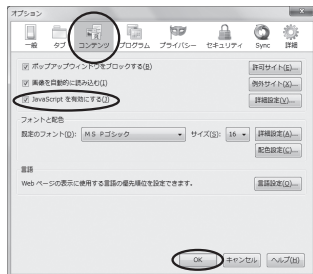 オプション
一般 タブ コンテンツ プログラム プライバシー セキュリティ Sync 詳細
ポップアップウィンドウをブロックする(B) 許可サイト(E)...
画像を自動的に読み込む(I) 例外サイト(X)...
JavaScript を有効にする(J) 詳細設定(V)...
フォントと配色
既定のフォント(D): MS Pゴシック サイズ(S): 16 詳細設定(A)...
配色設定(C)...
言語
Web ページの表示に使用する言語の優先順位を設定できます。 言語設定(O)...
OK キャンセル ヘルプ(H)